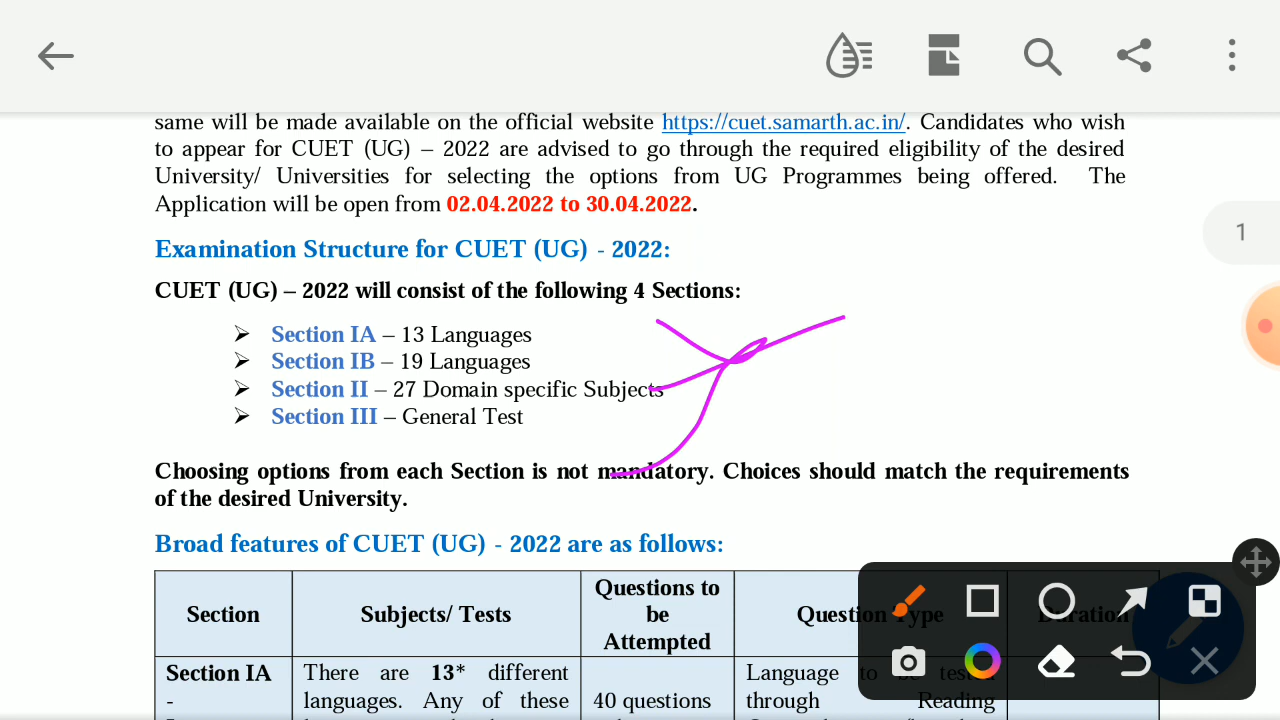 same will be made available on the official website https://cuet.samarth.ac.in/. Candidates who wish
to appear for CUET (UG) – 2022 are advised to go through the required eligibility of the desired
University/ Universities for selecting the options from UG Programmes being offered. The
Application will be open from 02.04.2022 to 30.04.2022.
1
Examination Structure for CUET (UG) - 2022:
CUET (UG) – 2022 will consist of the following 4 Sections:
➢ Section IA – 13 Languages
➢ Section IB – 19 Languages
➢ Section II – 27 Domain specific Subjects
➢ Section III – General Test
Choosing options from each Section is not mandatory. Choices should match the requirements
of the desired University.
Broad features of CUET (UG) - 2022 are as follows:
Section
Subjects/ Tests
Questions to
be
Attempted
Question Type
Duration
Section IA
-
There are 13* different
languages. Any of these
40 questions
Language to be tested
through Reading